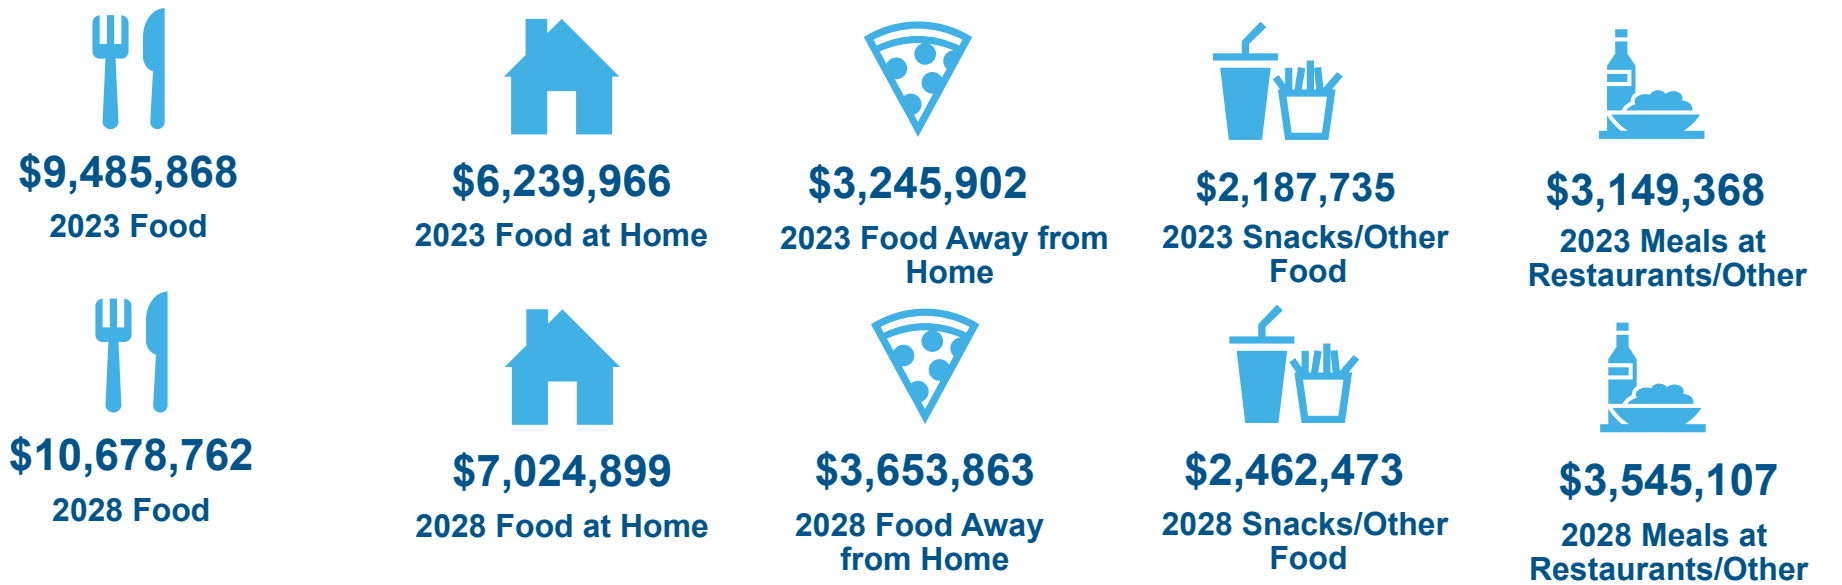 $9,485,868
2023 Food
$6,239,966
2023 Food at Home
$3,245,902
2023 Food Away from
Home
$2,187,735
2023 Snacks/Other
Food
$3,149,368
2023 Meals at
Restaurants/Other
$10,678,762
2028 Food
$7,024,899
2028 Food at Home
$3,653,863
2028 Food Away
from Home
$2,462,473
2028 Snacks/Other
Food
$3,545,107
2028 Meals at
Restaurants/Other